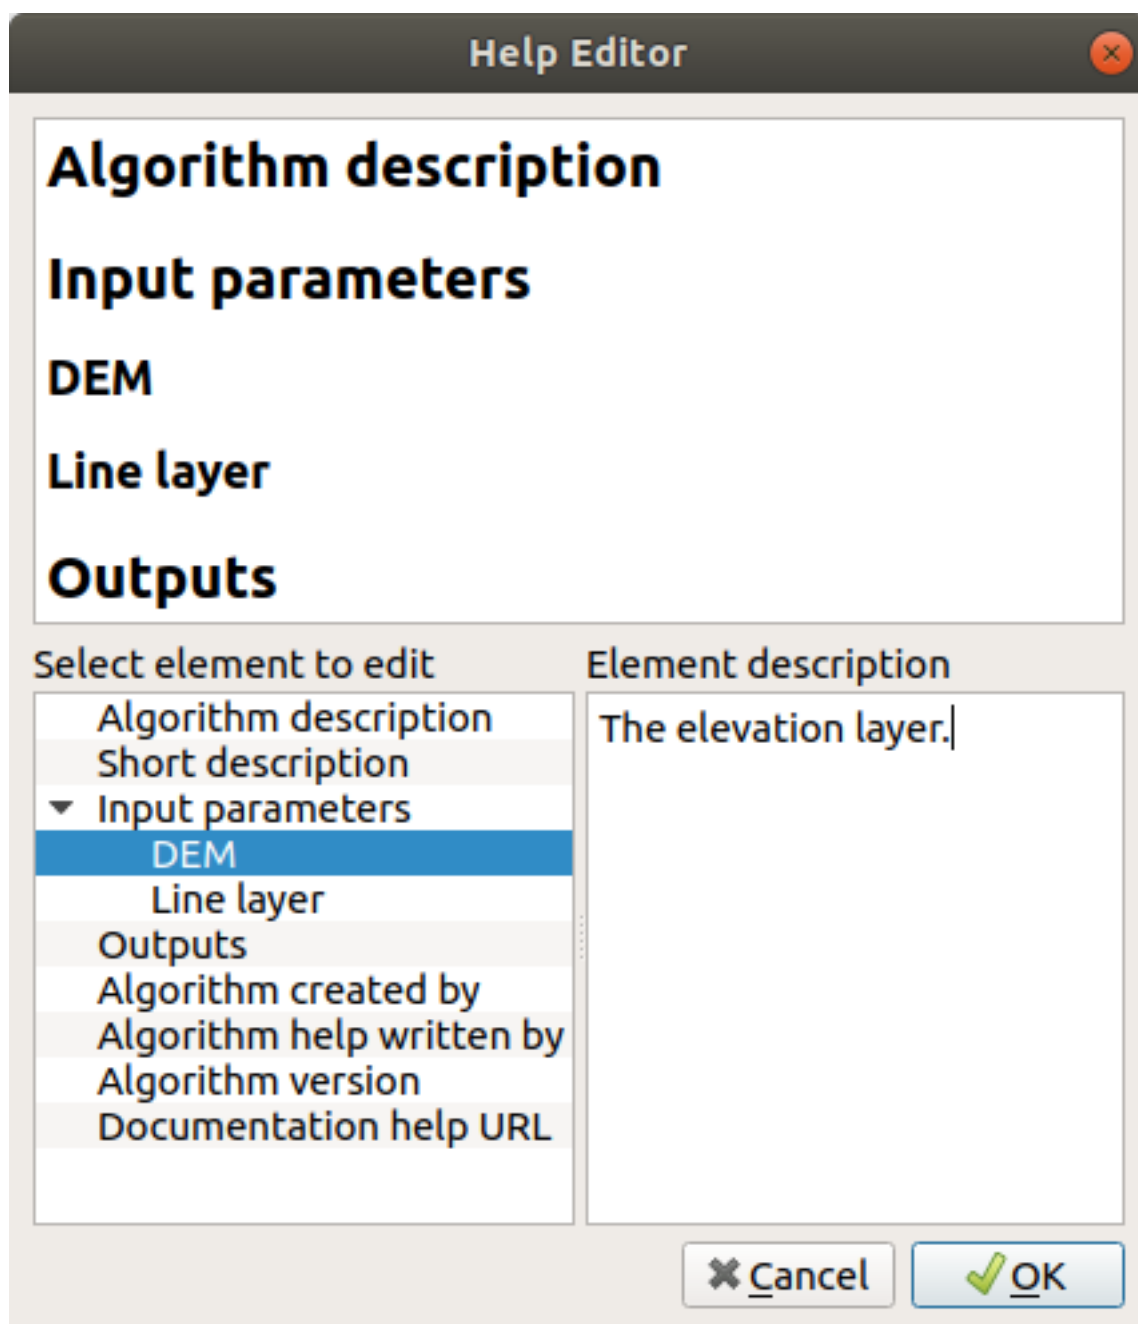 Help Editor
Algorithm description
Input parameters
DEM
Line layer
Outputs
Select element to edit
Algorithm description
Short description
Input parameters
DEM
Line layer
Outputs
Algorithm created by
Algorithm help written by
Algorithm version
Documentation help URL
Element description
The elevation layer.
Cancel
OK